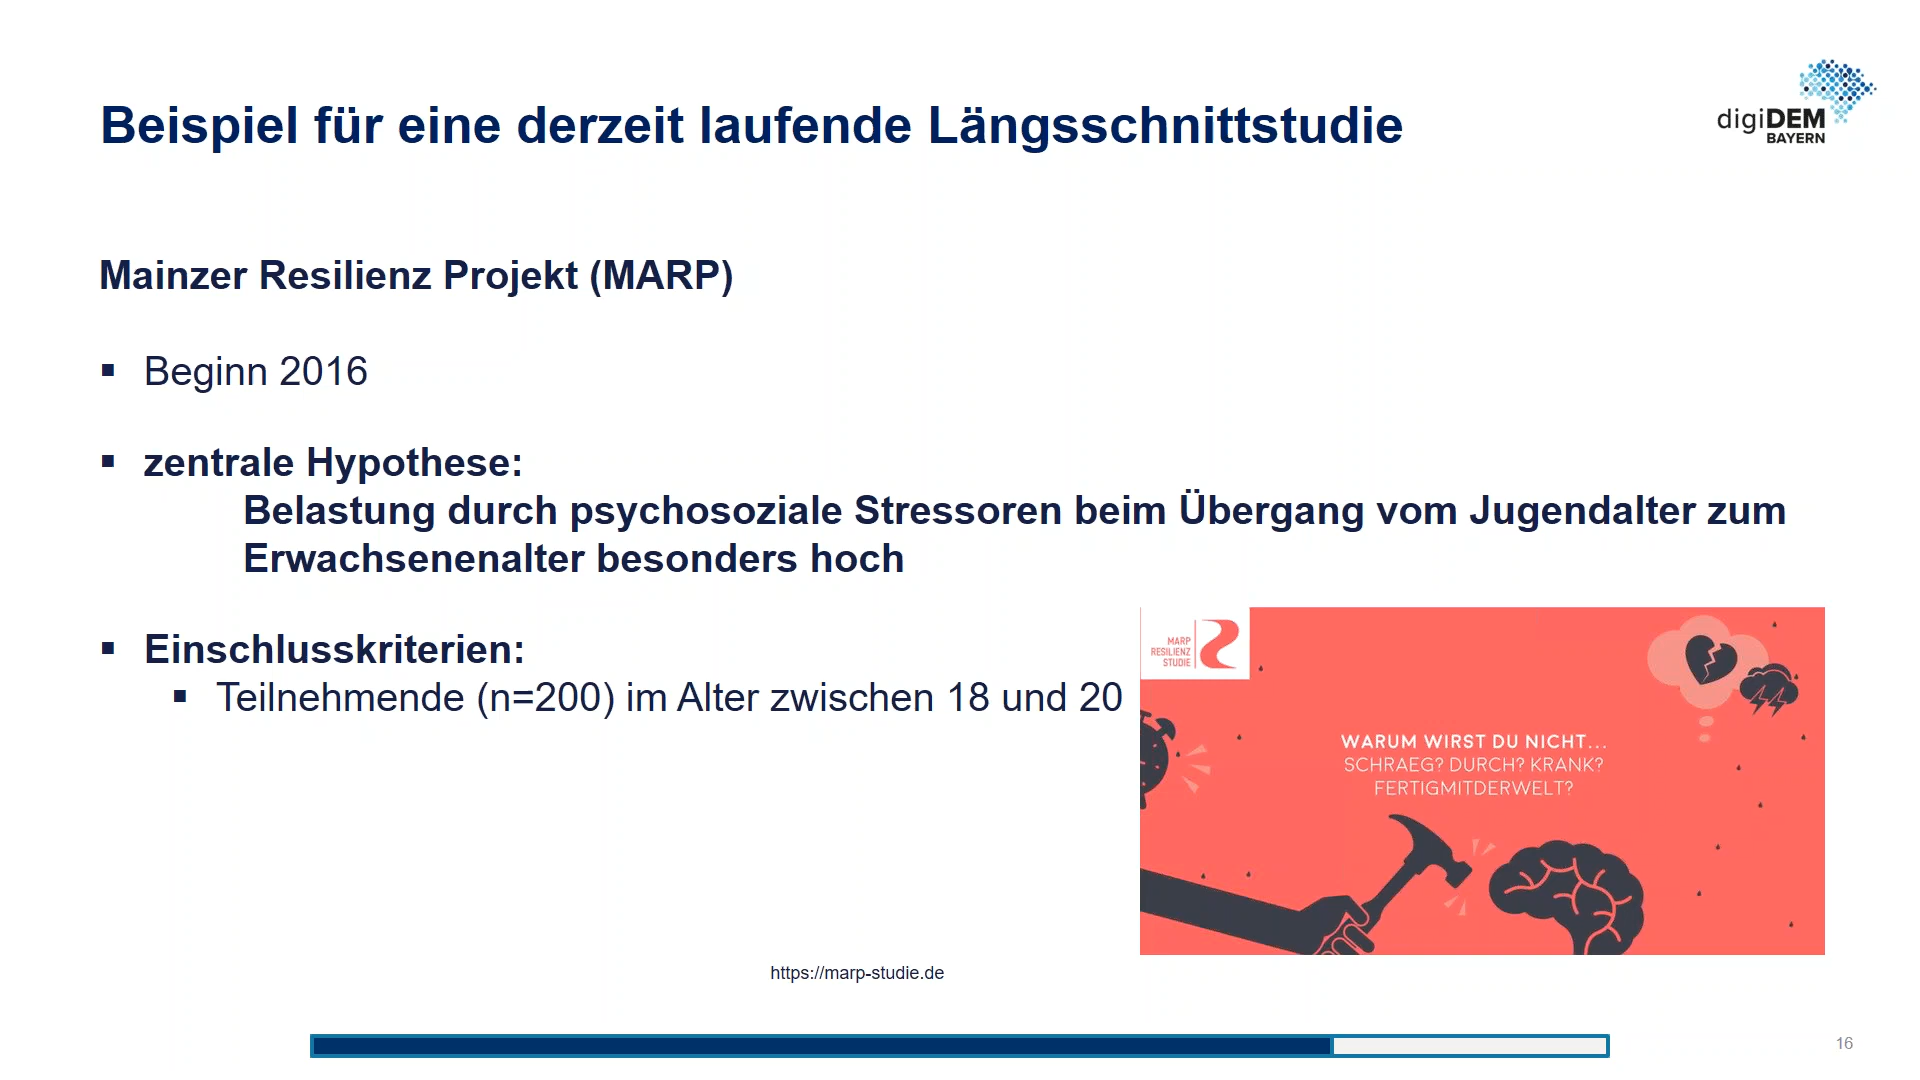 Beispiel für eine derzeit laufende Längsschnittstudie
digiDEM
BAYERN
Mainzer Resilienz Projekt (MARP)
▪ Beginn 2016
▪ zentrale Hypothese:
Belastung durch psychosoziale Stressoren beim Übergang vom Jugendalter zum
Erwachsenenalter besonders hoch
▪ Einschlusskriterien:
▪ Teilnehmende (n=200) im Alter zwischen 18 und 20
MARP
RESILIENZ
STUDIE
WARUM WIRST DU NICHT...
SCHRAEG? DURCH? KRANK?
FERTIGMITDERWELT?
https://marp-studie.de
16